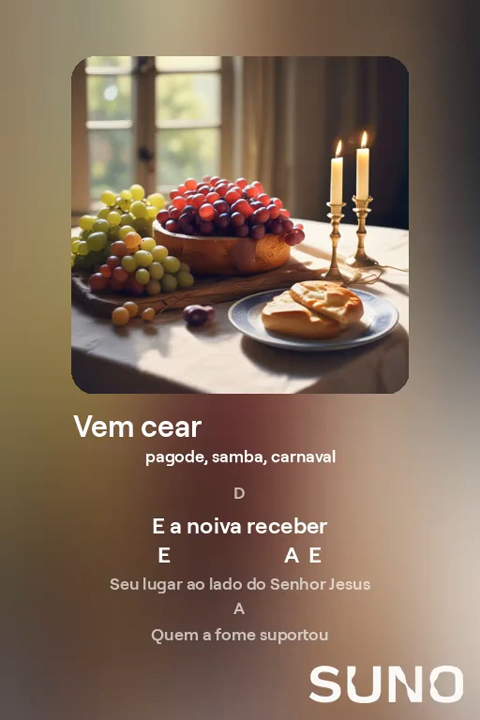 Vem cear
pagode, samba, carnaval
D
E a noiva receber
E A E
Seu lugar ao lado do Senhor Jesus
A
Quem a fome suportou
SUNO